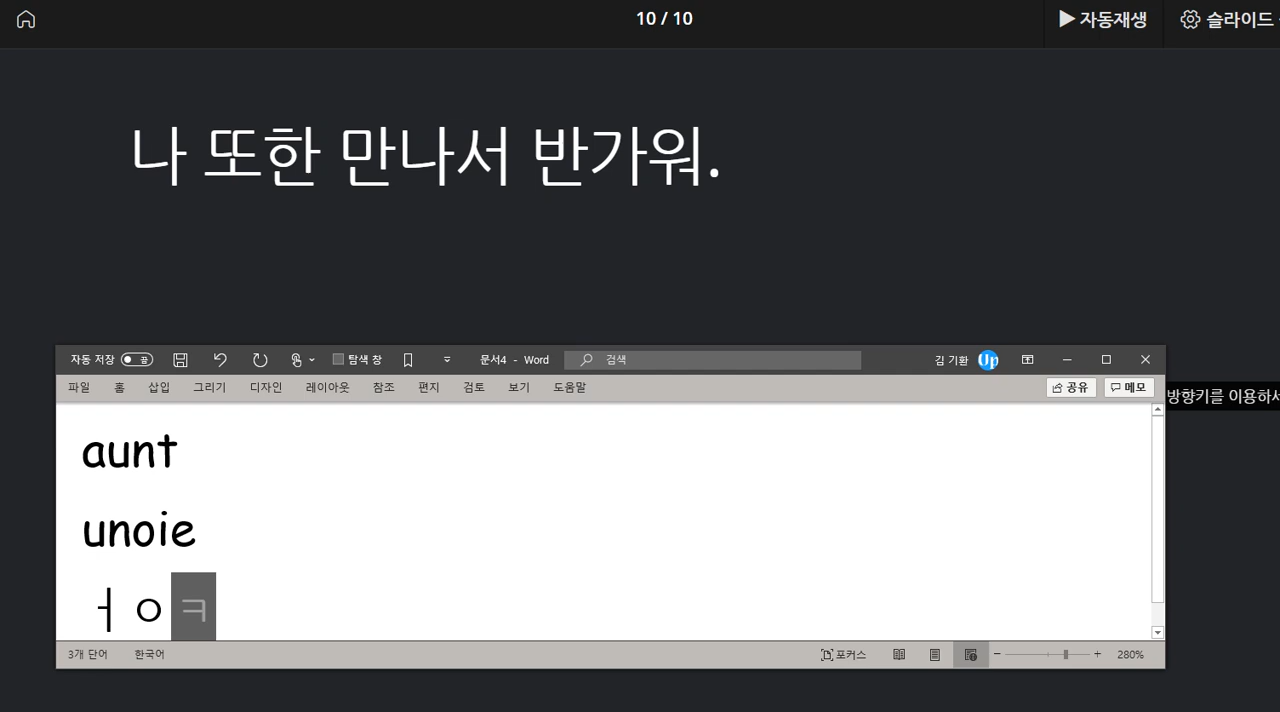 10 / 10
▶ 자동재생
슬라이드
나 또한 만나서 반가워.
자동 저장
끔
탐색 창
문서4 - Word
검색
김 기환
Up
파일 홈 삽입 그리기 디자인 레이아웃 참조 편지 검토 보기 도움말
공유
메모
방향키를 이용하서
aunt
unoie
ㅓㅇㅋ
3개 단어
한국어
포커스
280%